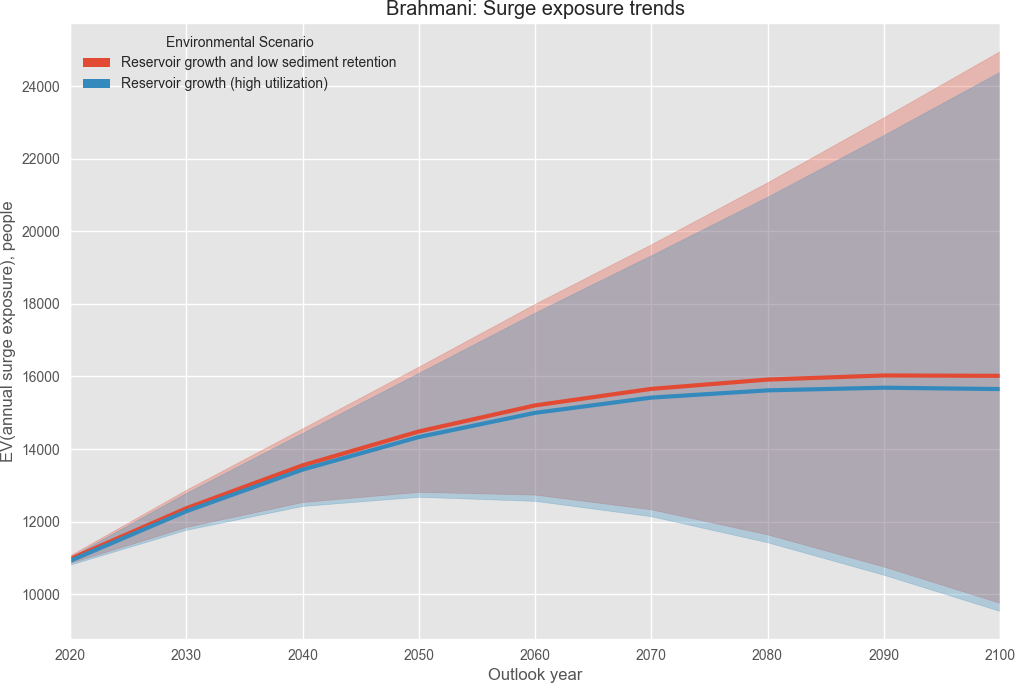 Brahmani: Surge exposure trends
Environmental Scenario
Reservoir growth and low sediment retention
Reservoir growth (high utilization)
EV(annual surge exposure), people
24000
22000
20000
18000
16000
14000
12000
10000
2020 2030 2040 2050 2060 2070 2080 2090 2100
Outlook year